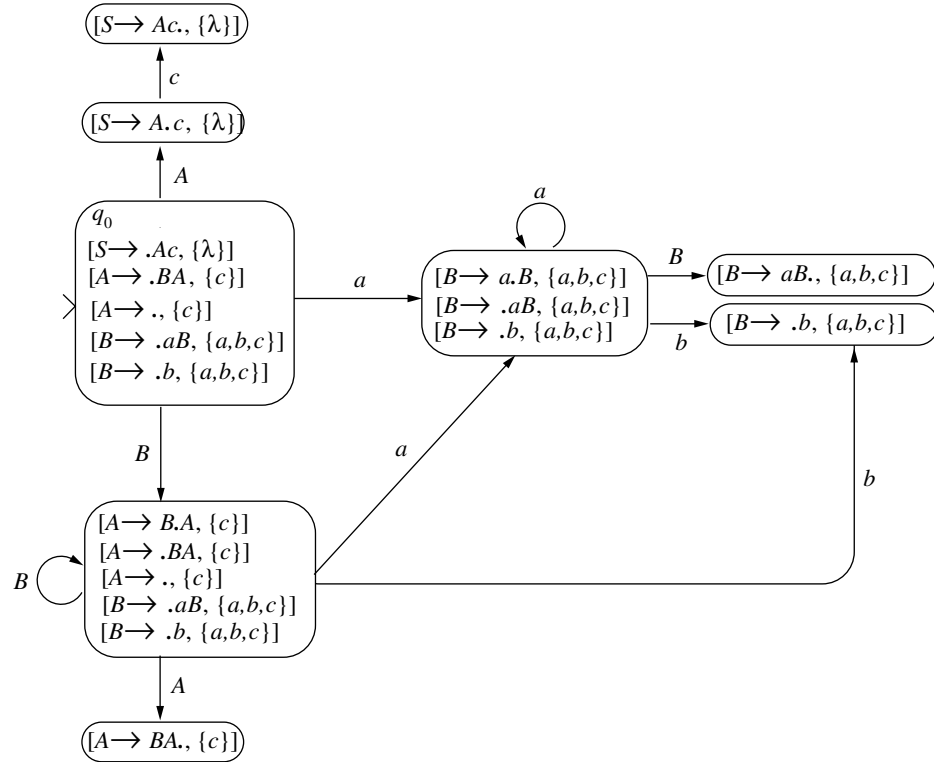 [S→ Ac., {λ}]
c
[S→ A.c, {λ}]
A
q₀
[S→ .Ac, {λ}]
[A→ .BA, {c}]
[A→ ., {c}]
[B→ .aB, {a,b,c}]
[B→ .b, {a,b,c}]
a
a
[B→ a.B, {a,b,c}]
[B→ .aB, {a,b,c}]
[B→ .b, {a,b,c}]
B
[B→ aB., {a,b,c}]
b
[B→ .b, {a,b,c}]
B
a
b
[A→ B.A, {c}]
[A→ .BA, {c}]
[A→ ., {c}]
[B→ .aB, {a,b,c}]
[B→ .b, {a,b,c}]
B
A
[A→ BA., {c}]